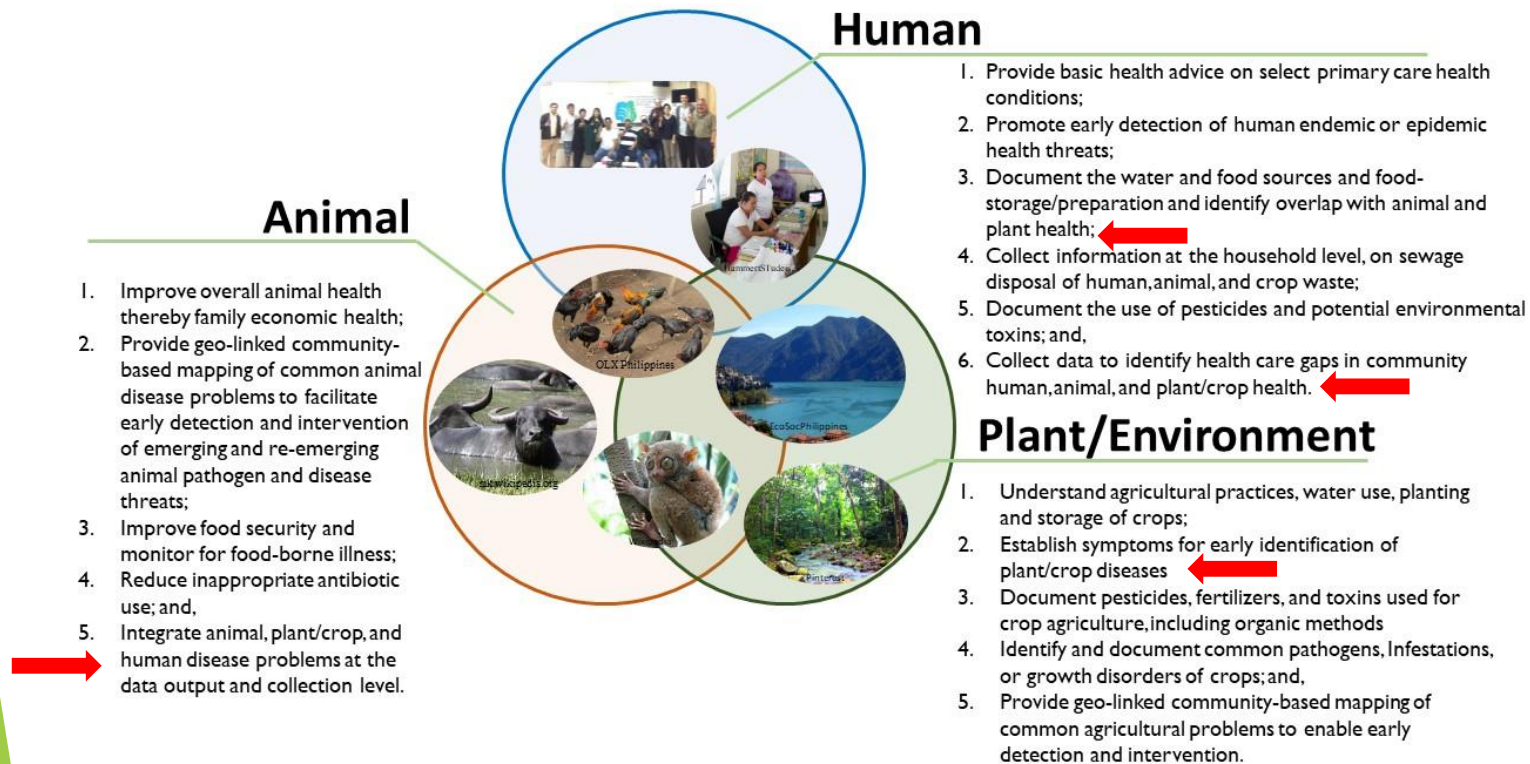 Human
1. Provide basic health advice on select primary care health
conditions;
2. Promote early detection of human endemic or epidemic
health threats;
3. Document the water and food sources and food-
storage/preparation and identify overlap with animal and
plant health;
4. Collect information at the household level, on sewage
disposal of human, animal, and crop waste;
5. Document the use of pesticides and potential environmental
toxins; and,
6. Collect data to identify health care gaps in community
human, animal, and plant/crop health.
Animal
1. Improve overall animal health
thereby family economic health;
2. Provide geo-linked community-
based mapping of common animal
disease problems to facilitate
early detection and intervention
of emerging and re-emerging
animal pathogen and disease
threats;
3. Improve food security and
monitor for food-borne illness;
4. Reduce inappropriate antibiotic
use; and,
5. Integrate animal, plant/crop, and
human disease problems at the
data output and collection level.
OLX Philippines
EcoSocPhilippines
Pinterest
Plant/Environment
1. Understand agricultural practices, water use, planting
and storage of crops;
2. Establish symptoms for early identification of
plant/crop diseases
3. Document pesticides, fertilizers, and toxins used for
crop agriculture, including organic methods
4. Identify and document common pathogens, Infestations,
or growth disorders of crops; and,
5. Provide geo-linked community-based mapping of
common agricultural problems to enable early
detection and intervention.